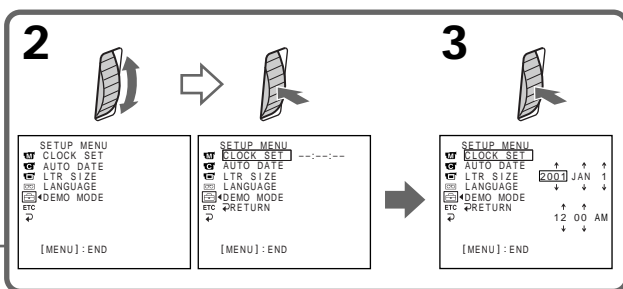 2
3
SETUP MENU
CLOCK SET
AUTO DATE
LTR SIZE
LANGUAGE
DEMO MODE
ETC
[MENU] : END
SETUP MENU
CLOCK SET --:--:--
AUTO DATE
LTR SIZE
LANGUAGE
DEMO MODE
ETC RETURN
[MENU] : END
SETUP MENU
CLOCK SET
AUTO DATE
LTR SIZE 2001 JAN 1
LANGUAGE
DEMO MODE
ETC RETURN
12 00 AM
[MENU] : END